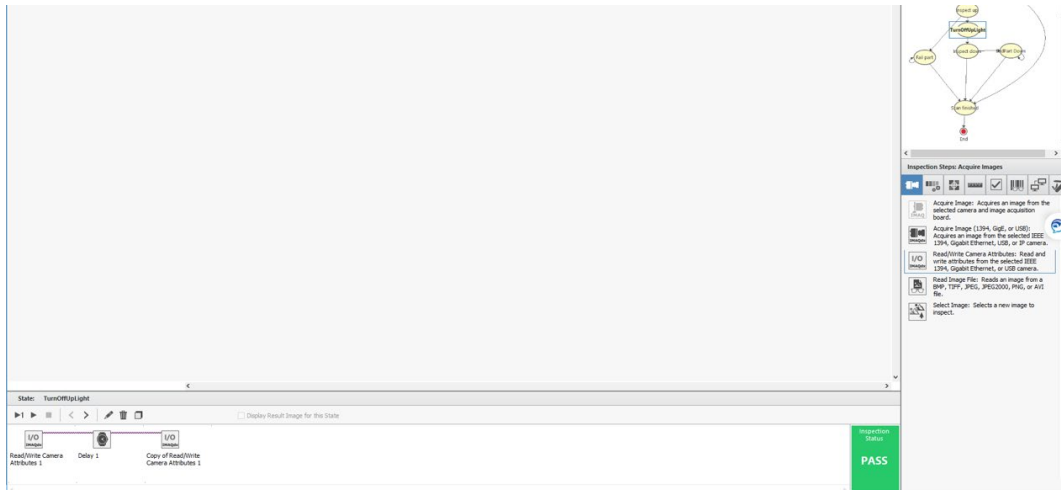 Inspect up
TurnOffUpLight
Inspect down
Part Down
Fail part
Scan finished
End
Inspection Steps: Acquire Images
Acquire Image: Acquires an image from the
selected camera and image acquisition
board.
Acquire Image (1394, GigE, or USB):
Acquires an image from the selected IEEE
1394, Gigabit Ethernet, USB, or IP camera.
I/O
Read/Write Camera Attributes: Read and
write attributes from the selected IEEE
1394, Gigabit Ethernet, or USB camera.
Read Image File: Reads an image from a
BMP, TIFF, JPEG, JPEG2000, PNG, or AVI
file.
Select Image: Selects a new image to
inspect.
State: TurnOffUpLight
Display Result Image for this State
I/O
I/O
Read/Write Camera
Attributes 1
Delay 1
Copy of Read/Write
Camera Attributes 1
Inspection
Status
PASS